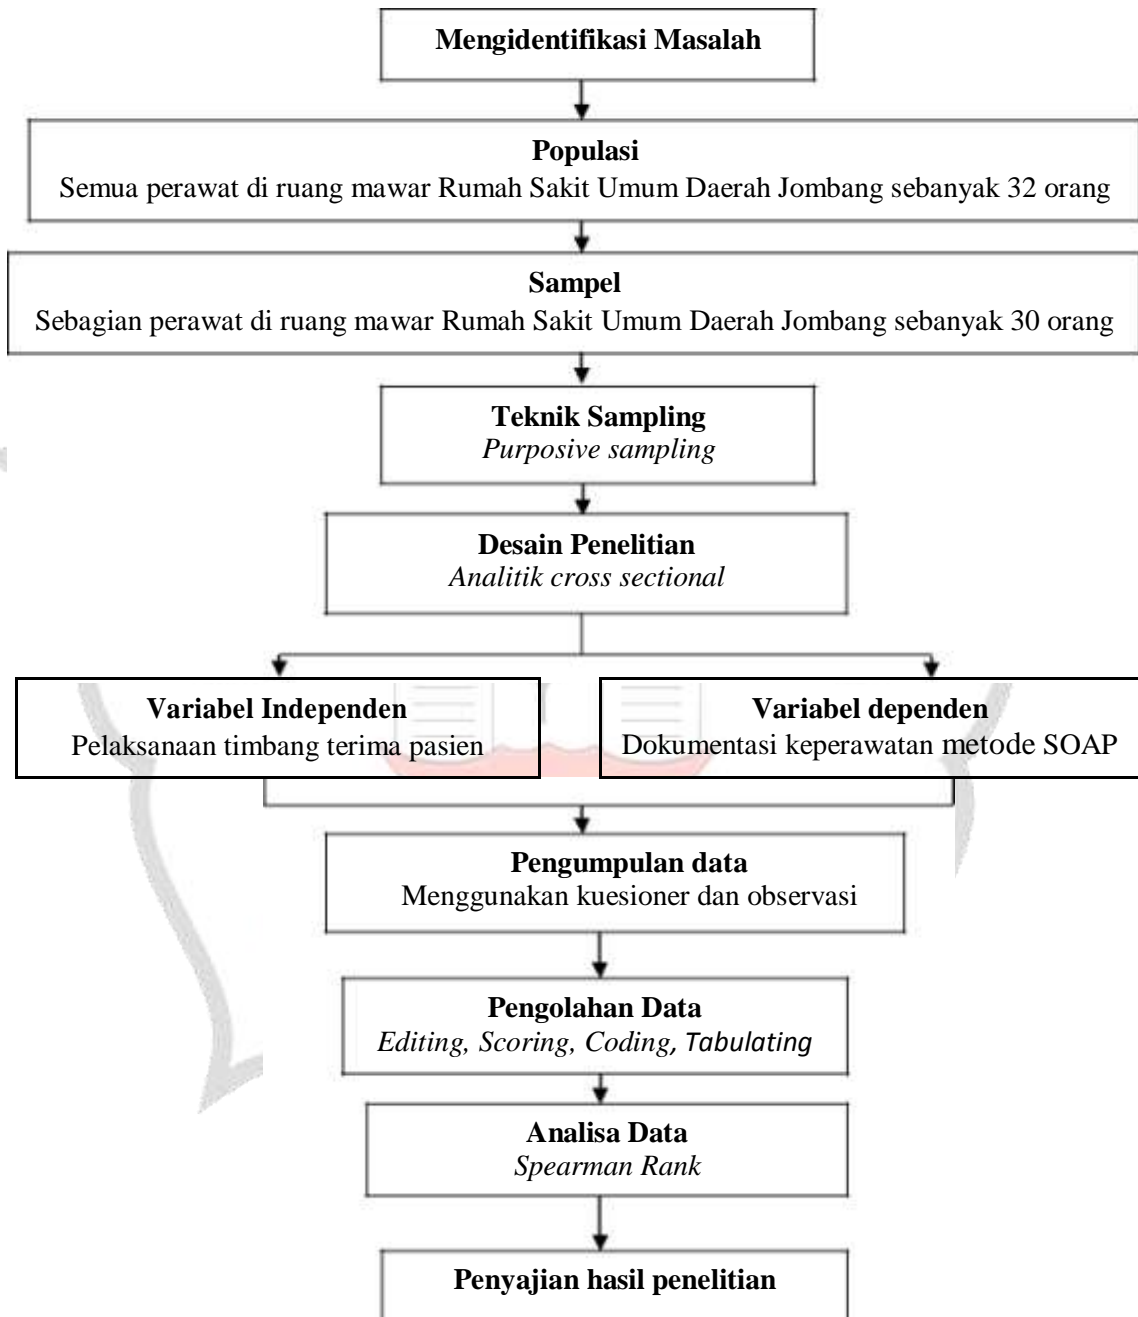 Mengidentifikasi Masalah
Populasi
Semua perawat di ruang mawar Rumah Sakit Umum Daerah Jombang sebanyak 32 orang
Sampel
Sebagian perawat di ruang mawar Rumah Sakit Umum Daerah Jombang sebanyak 30 orang
Teknik Sampling
Purposive sampling
Desain Penelitian
Analitik cross sectional
Variabel Independen
Pelaksanaan timbang terima pasien
Variabel dependen
Dokumentasi keperawatan metode SOAP
Pengumpulan data
Menggunakan kuesioner dan observasi
Pengolahan Data
Editing, Scoring, Coding, Tabulating
Analisa Data
Spearman Rank
Penyajian hasil penelitian